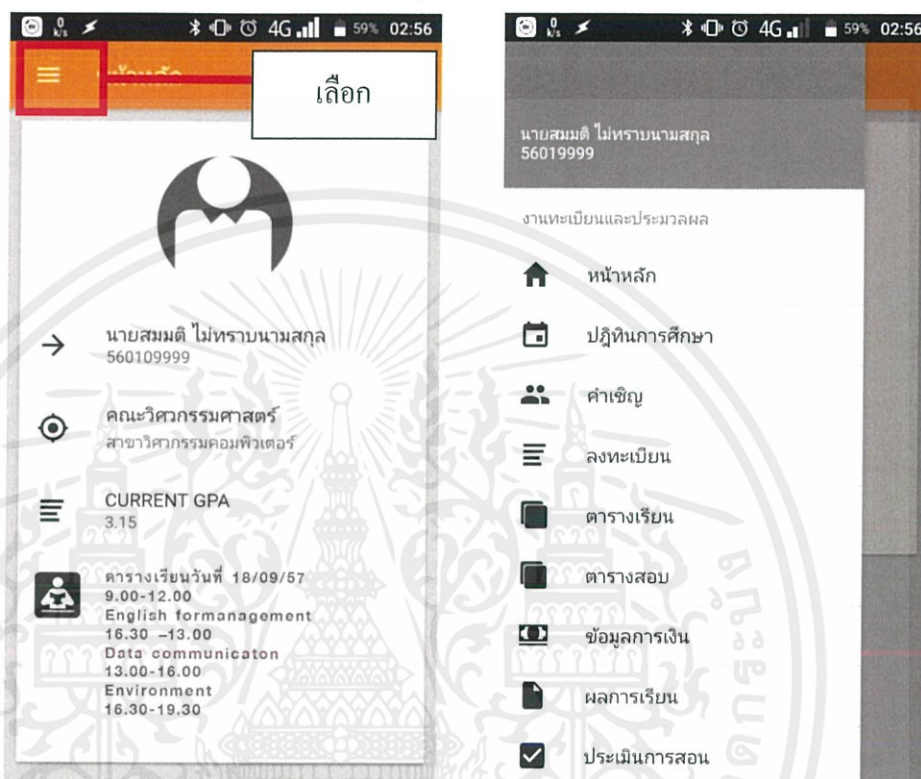 0 k/s 4G 59% 02:56
หน้าหลัก
เลือก
นายสมมติ ไม่ทราบนามสกุล
560109999
คณะวิศวกรรมศาสตร์
สาขาวิศวกรรมคอมพิวเตอร์
CURRENT GPA
3.15
ตารางเรียนวันที่ 18/09/57
9.00-12.00
English formanagement
16.30 –13.00
Data communicaton
13.00-16.00
Environment
16.30-19.30
0 k/s 4G 59% 02:56
นายสมมติ ไม่ทราบนามสกุล
56019999
งานทะเบียนและประมวลผล
หน้าหลัก
ปฎิทินการศึกษา
คำเชิญ
ลงทะเบียน
ตารางเรียน
ตารางสอบ
ข้อมูลการเงิน
ผลการเรียน
ประเมินการสอน